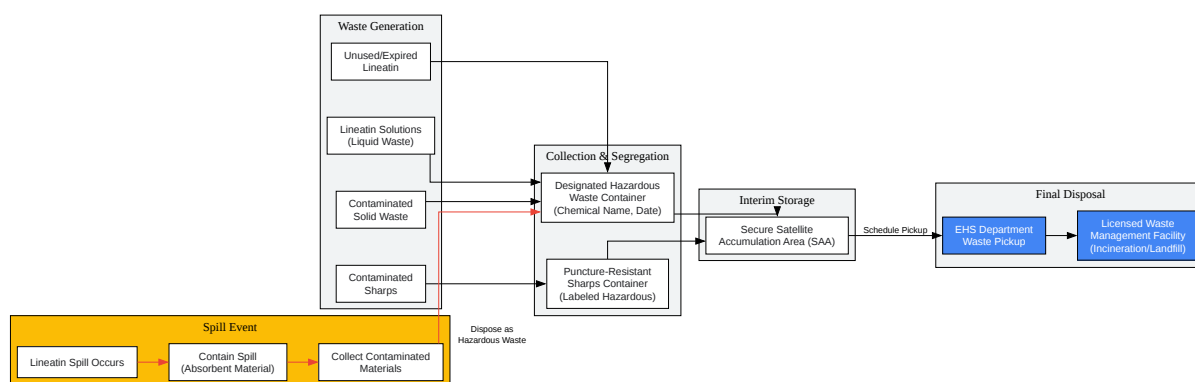 Waste Generation
Unused/Expired
Lineatin
Lineatin Solutions
(Liquid Waste)
Contaminated
Solid Waste
Contaminated
Sharps
Collection & Segregation
Designated Hazardous
Waste Container
(Chemical Name, Date)
Puncture-Resistant
Sharps Container
(Labeled Hazardous)
Interim Storage
Secure Satellite
Accumulation Area (SAA)
Schedule Pickup
Final Disposal
EHS Department
Waste Pickup
Licensed Waste
Management Facility
(Incineration/Landfill)
Spill Event
Lineatin Spill Occurs
Contain Spill
(Absorbent Material)
Collect Contaminated
Materials
Dispose as
Hazardous Waste